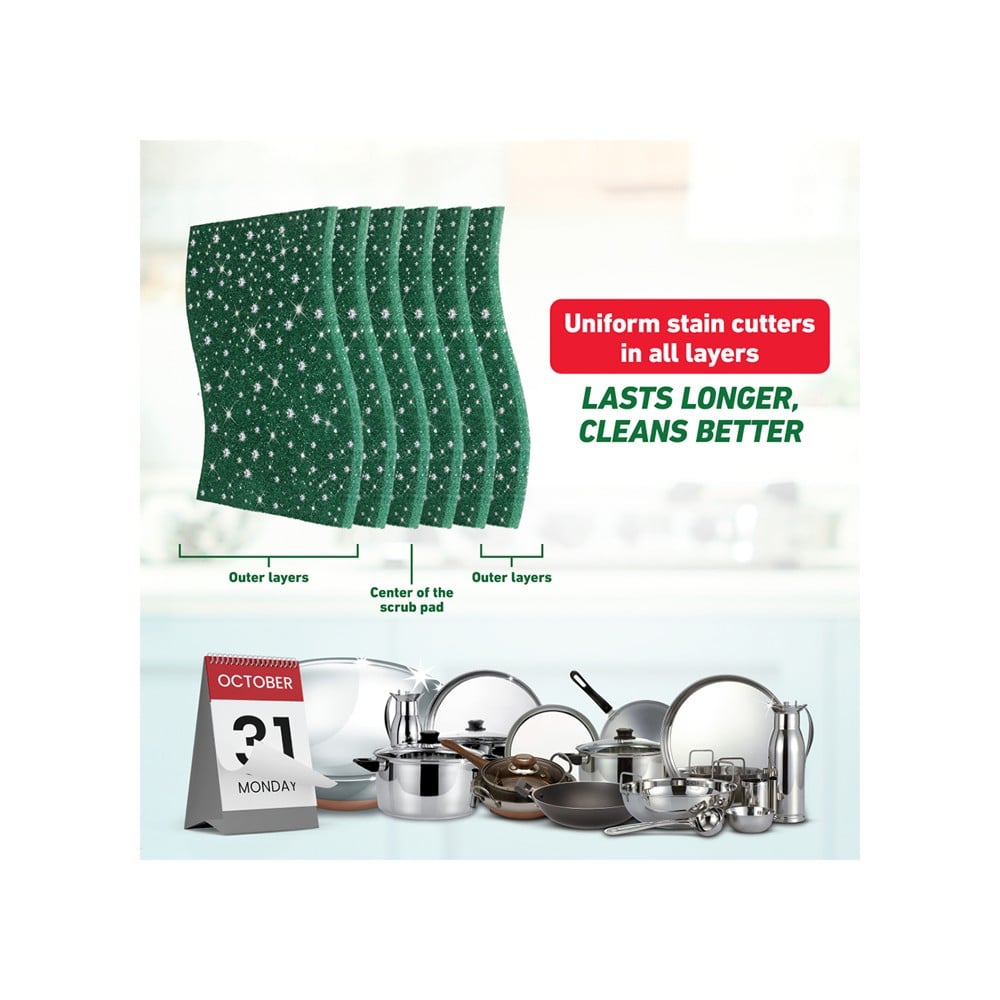 Uniform stain cutters
in all layers
LASTS LONGER,
CLEANS BETTER
Outer layers
Center of the
scrub pad
Outer layers
OCTOBER
31
MONDAY